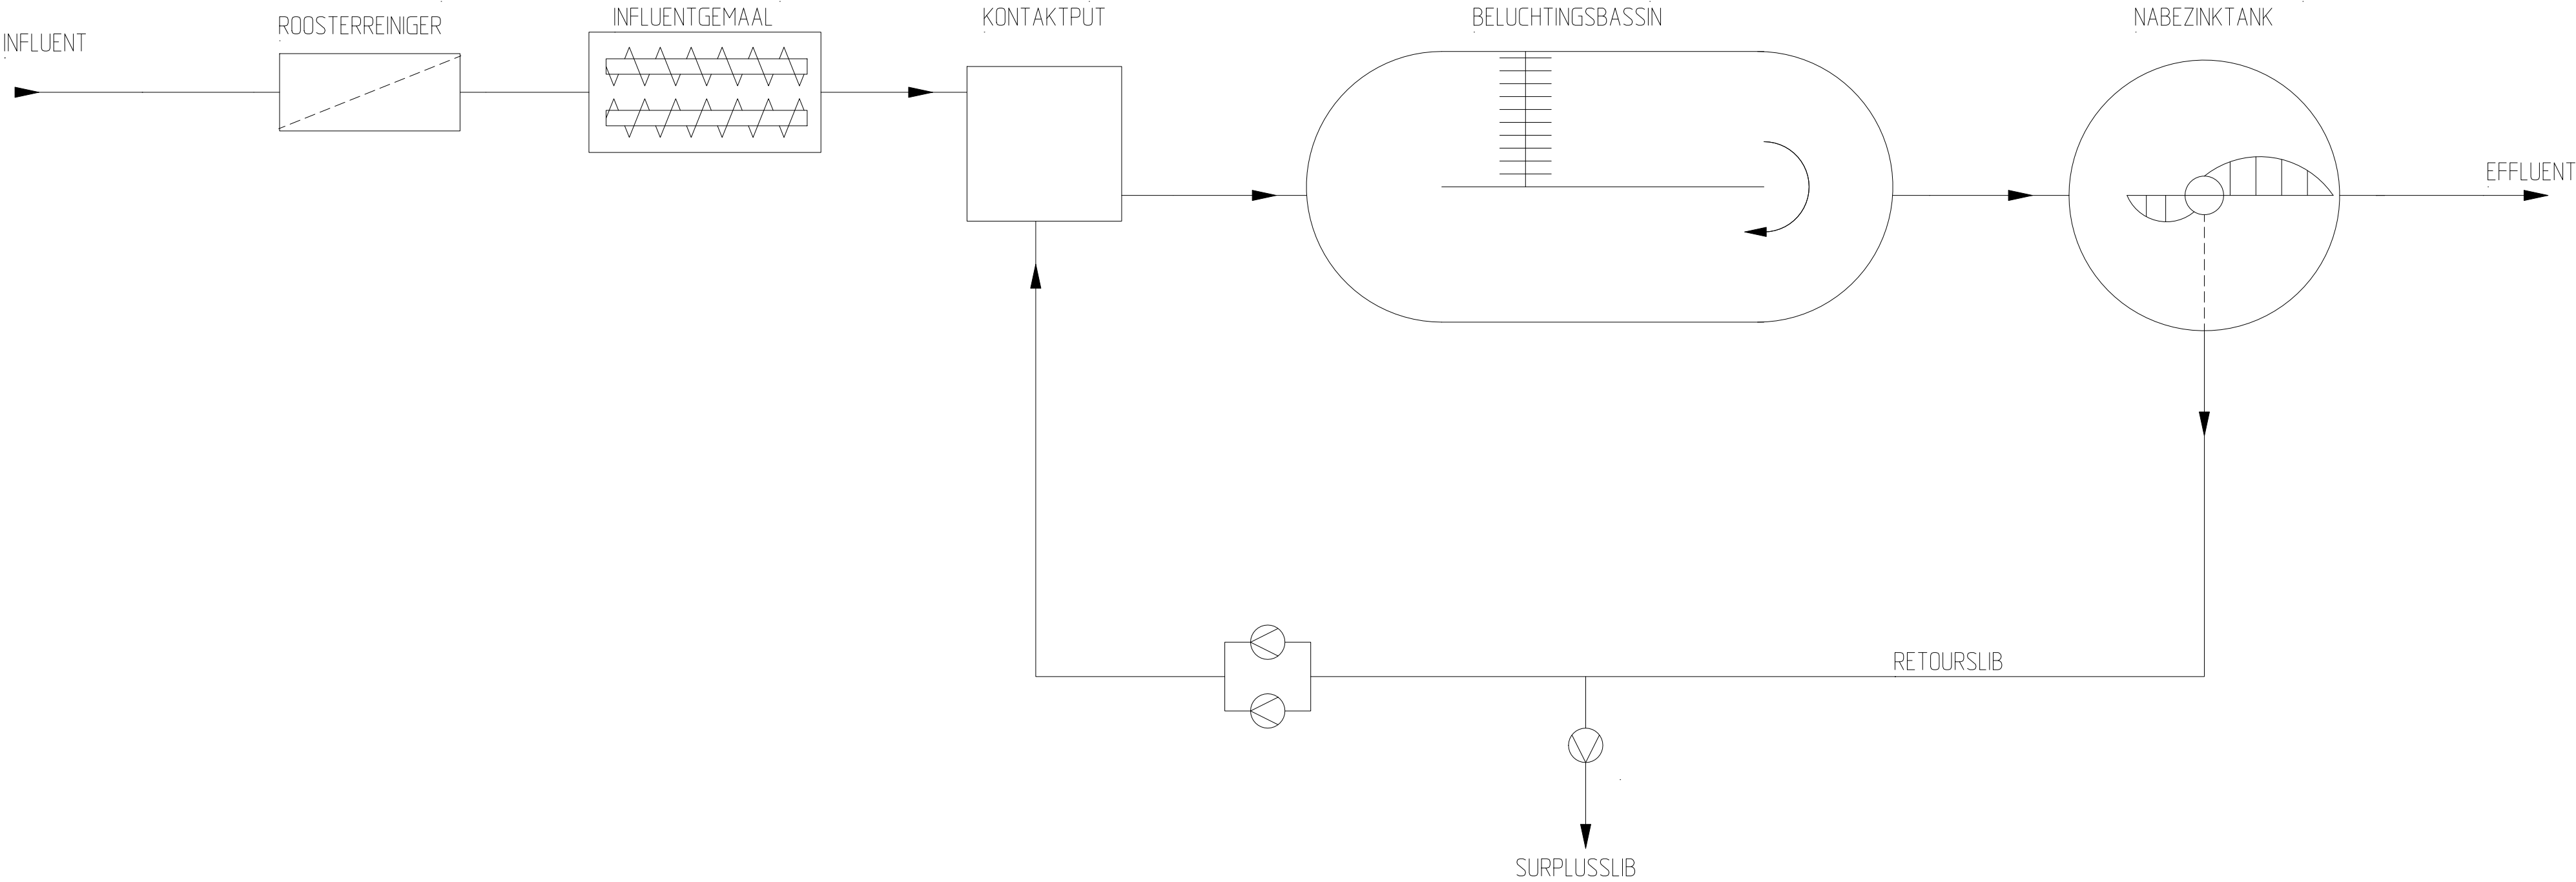 INFLUENT
ROOSTERREINIGER
INFLUENTGEMAAL
KONTAKTPUT
BELUCHTINGSBASSIN
NABEZINKTANK
EFFLUENT
RETOURSLIB
SURPLUSSLIB